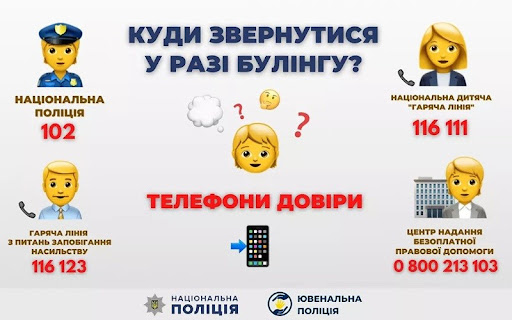 КУДИ ЗВЕРНУТИСЯ
У РАЗІ БУЛІНГУ?
НАЦІОНАЛЬНА
ПОЛІЦІЯ
102
НАЦІОНАЛЬНА ДИТЯЧА
"ГАРЯЧА ЛІНІЯ"
116 111
ТЕЛЕФОНИ ДОВІРИ
ГАРЯЧА ЛІНІЯ
З ПИТАНЬ ЗАПОБІГАННЯ
НАСИЛЬСТВУ
116 123
ЦЕНТР НАДАННЯ
БЕЗОПЛАТНОЇ
ПРАВОВОЇ ДОПОМОГИ
0 800 213 103
НАЦІОНАЛЬНА
ПОЛІЦІЯ
ЮВЕНАЛЬНА
ПОЛІЦІЯ